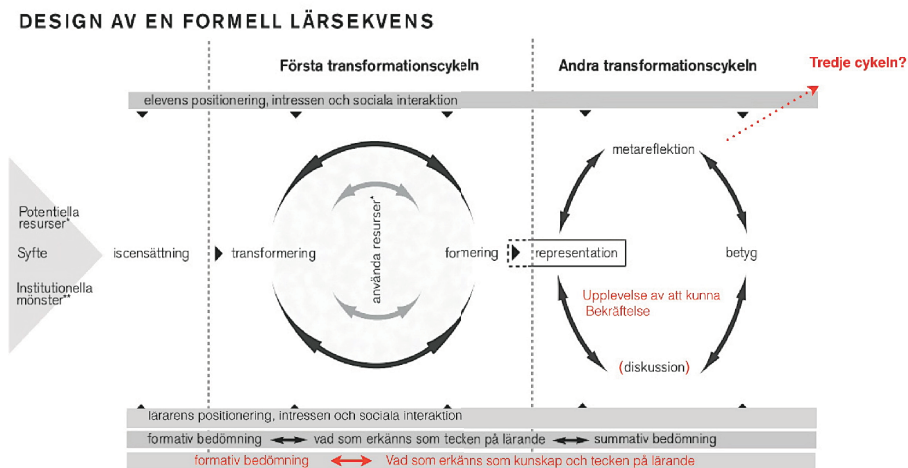 DESIGN AV EN FORMELL LÄRSEKVENS
Första transformationscykeln
Andra transformationscykeln
Tredje cykeln?
elevens positionering, intressen och sociala interaktion
metareflektion
Potentiella
resurser*
Syfte
Institutionella
mönster**
iscensättning
transformering
använda resurser*
formering
representation
betyg
Upplevelse av att kunna
Bekräftelse
(diskussion)
lärarens positionering, intressen och sociala interaktion
formativ bedömning vad som erkänns som tecken på lärande summativ bedömning
formativ bedömning Vad som erkänns som kunskap och tecken på lärande